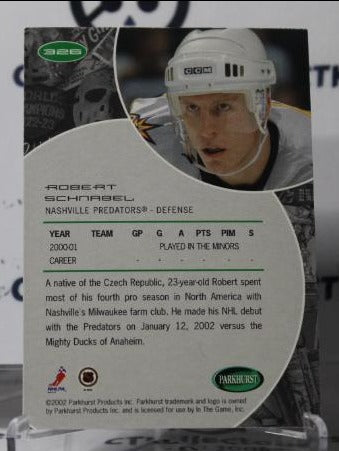 326
CCM
ROBERT
SCHNABEL
NASHVILLE PREDATORS® - DEFENSE
YEAR TEAM GP G A PTS PIM S
2000-01 PLAYED IN THE MINORS
CAREER - - - - - -
A native of the Czech Republic, 23-year-old Robert spent
most of his fourth pro season in North America with
Nashville's Milwaukee farm club. He made his NHL debut
with the Predators on January 12, 2002 versus the
Mighty Ducks of Anaheim.
PARKHURST
©2002 Parkhurst Products Inc. Parkhurst trademark and logo is owned
by Parkhurst Products Inc. and is licensed for use by In The Game, Inc.